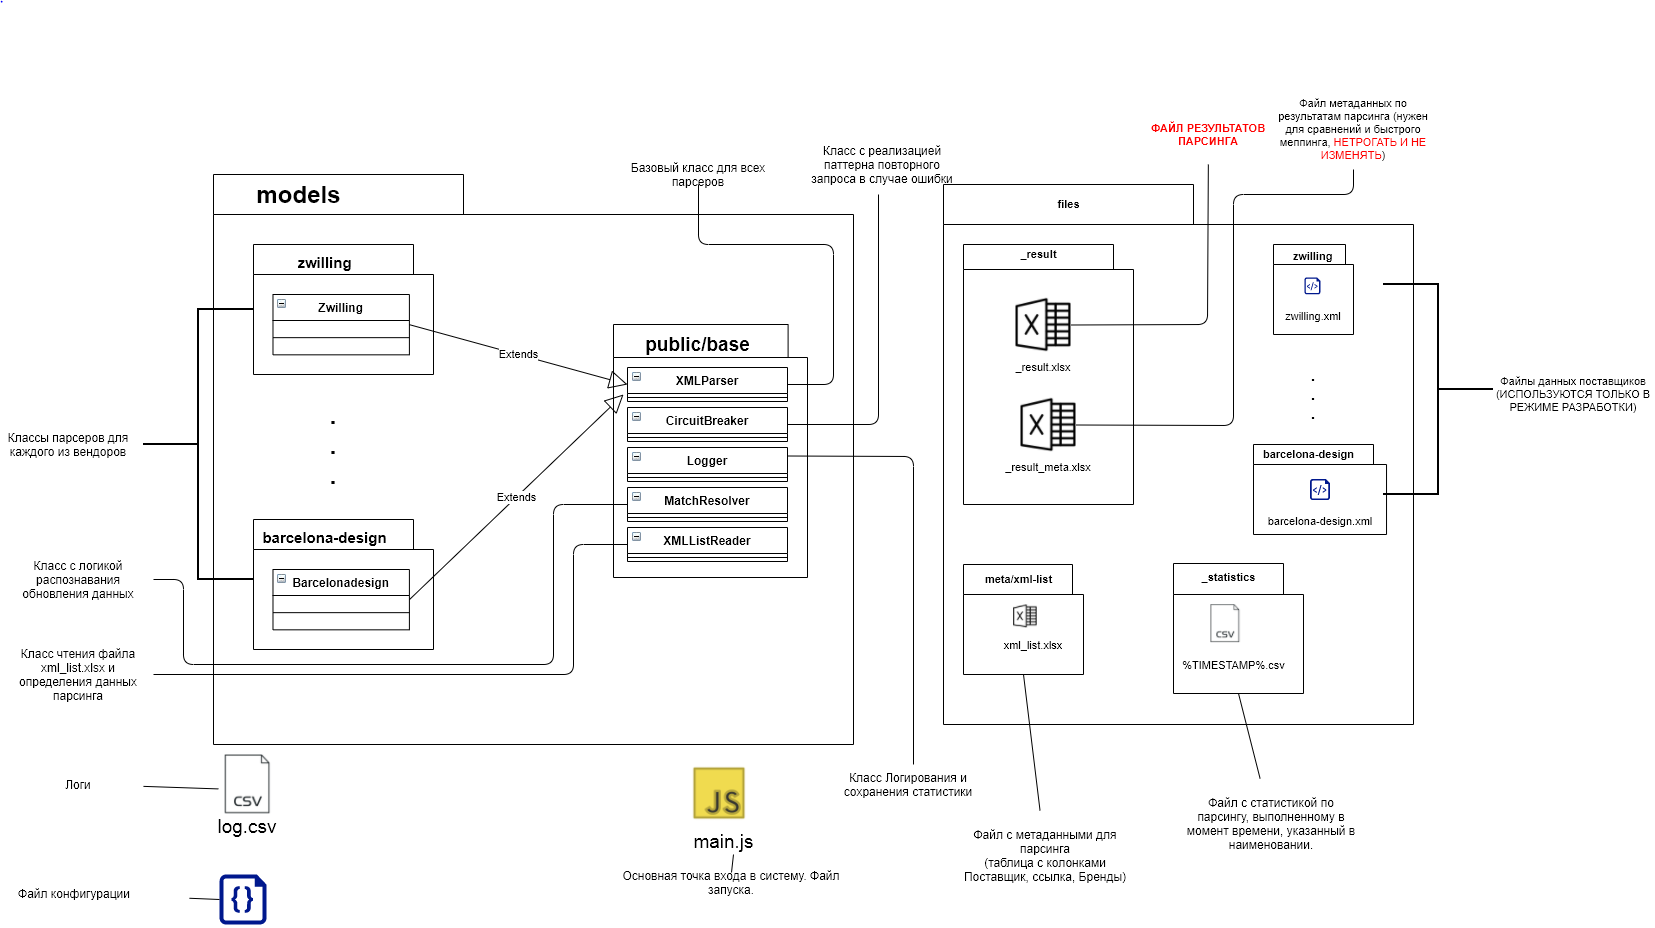 models
zwilling
Zwilling
Extends
Extends
barcelona-design
Barcelonadesign
public/base
XMLParser
CircuitBreaker
Logger
MatchResolver
XMLListReader
Базовый класс для всех
парсеров
Класс с реализацией
паттерна повторного
запроса в случае ошибки
Классы парсеров для
каждого из вендоров
Класс с логикой
распознавания
обновления данных
Класс чтения файла
xml_list.xlsx и
определения данных
парсинга
Класс Логирования и
сохранения статистики
Логи
CSV
log.csv
Файл конфигурации
{}
JS
main.js
Основная точка входа в систему. Файл
запуска.
files
ФАЙЛ РЕЗУЛЬТАТОВ
ПАРСИНГА
Файл метаданных по
результатам парсинга (нужен
для сравнений и быстрого
меппинга, НЕТРОГАТЬ И НЕ
ИЗМЕНЯТЬ)
_result
X
_result.xlsx
X
_result_meta.xlsx
zwilling
</>
zwilling.xml
barcelona-design
</>
barcelona-design.xml
Файлы данных поставщиков
(ИСПОЛЬЗУЮТСЯ ТОЛЬКО В
РЕЖИМЕ РАЗРАБОТКИ)
meta/xml-list
X
xml_list.xlsx
_statistics
CSV
%TIMESTAMP%.csv
Файл с метаданными для
парсинга
(таблица с колонками
Поставщик, ссылка, Бренды)
Файл с статистикой по
парсингу, выполненному в
момент времени, указанный в
наименовании.